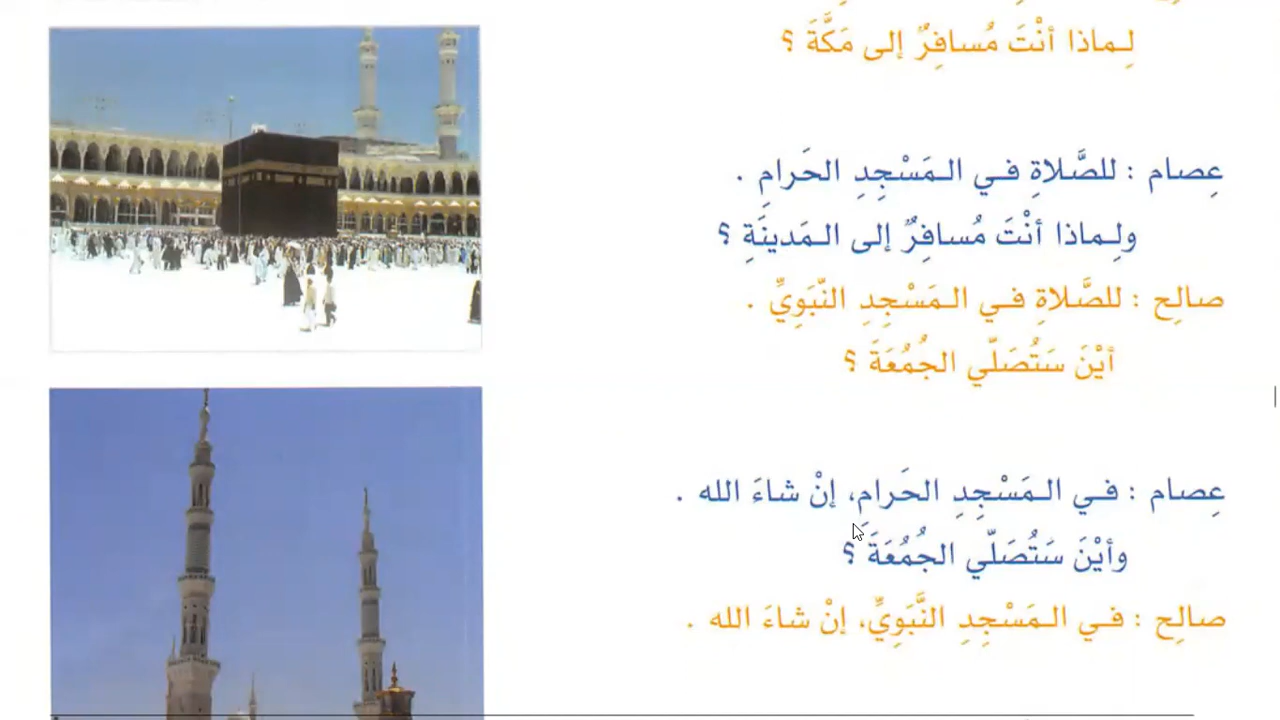 لِـماذا أنْتَ مُسافِرٌ إلى مَكَّةَ ؟
عِصام : للصَّلاةِ فـي الـمَسْجِدِ الحَرامِ .
ولِـماذا أنْتَ مُسافِرٌ إلى الـمَدينَةِ ؟
صالِح : للصَّلاةِ فـي الـمَسْجِدِ النّبَوِيِّ .
أيْنَ سَتُصَلّي الجُمُعَةَ ؟
عِصام : فـي الـمَسْجِدِ الحَرام، إنْ شاءَ الله .
وأيْنَ سَتُصَلّي الجُمُعَةَ ؟
صالِح : فـي الـمَسْجِدِ النَّبَوِيِّ، إنْ شاءَ الله .